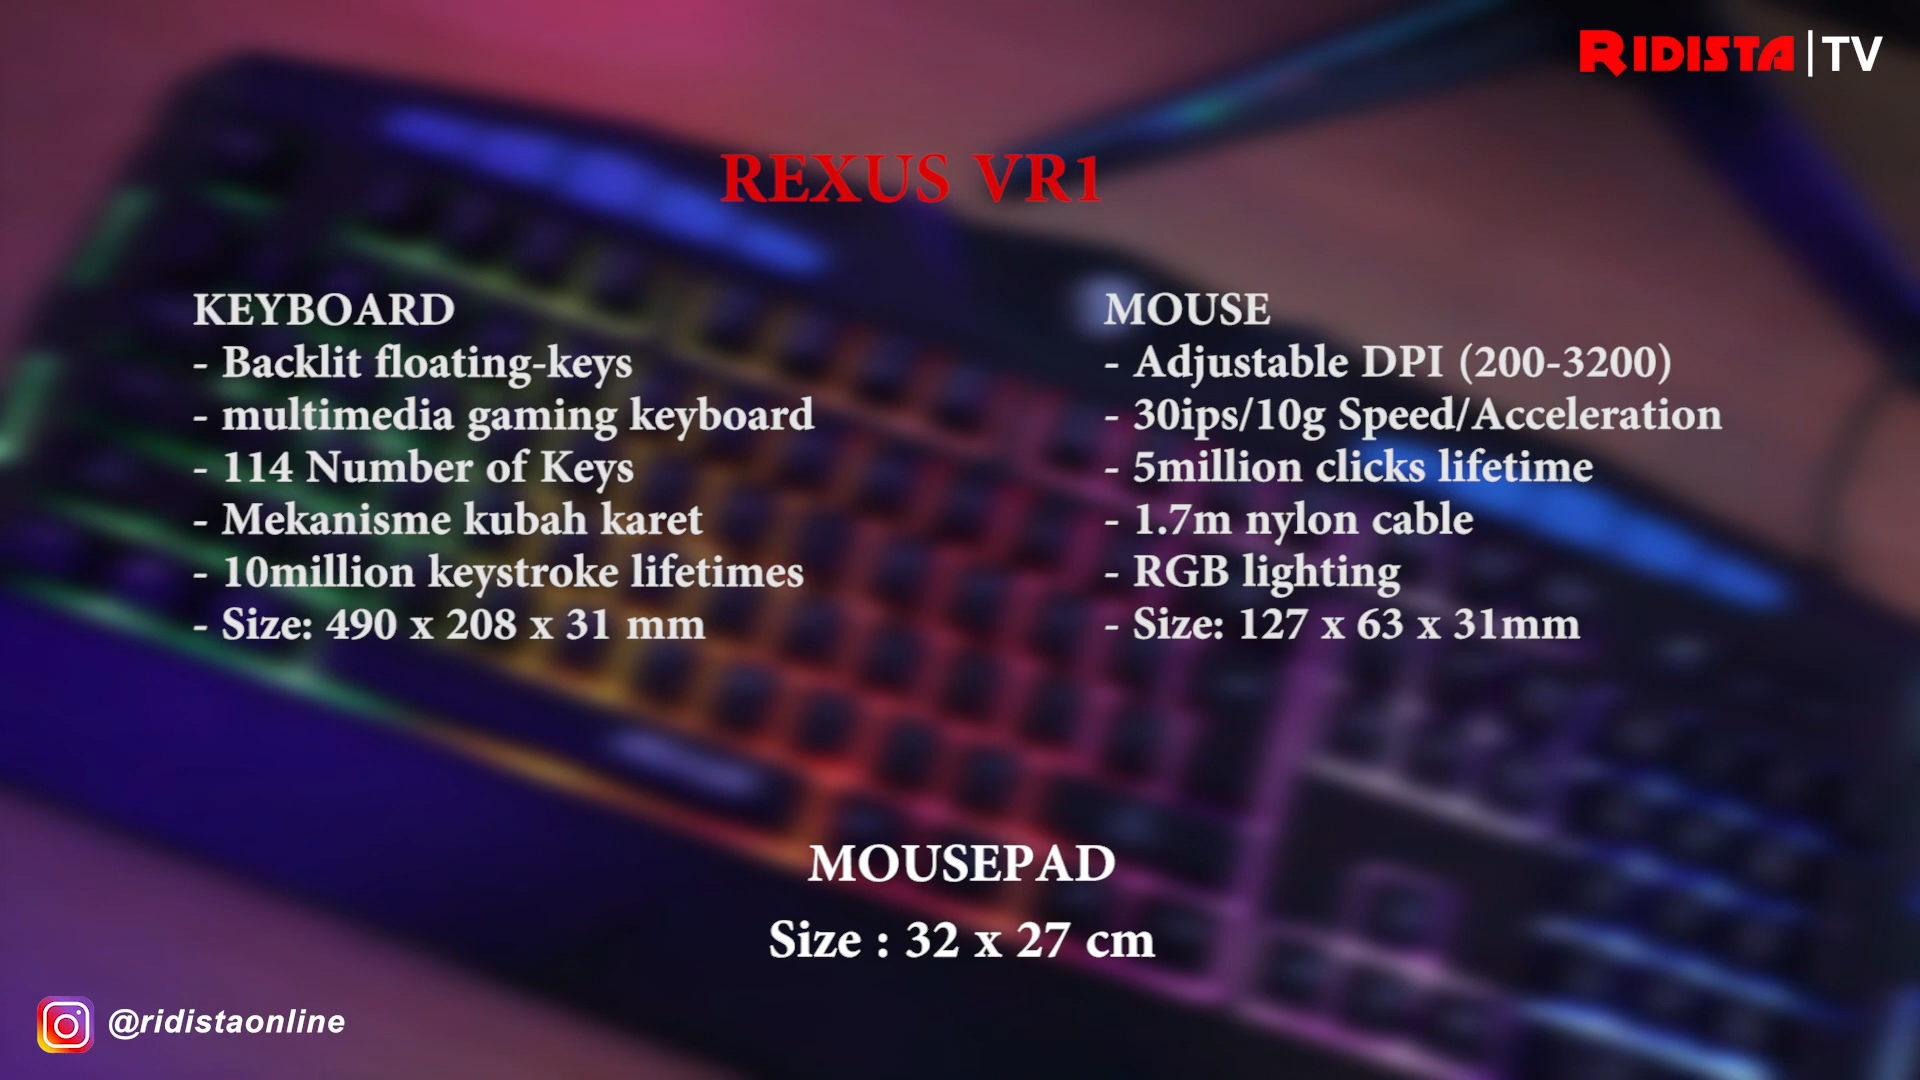 RIDISTA|TV
REXUS VR1
KEYBOARD
- Backlit floating-keys
- multimedia gaming keyboard
- 114 Number of Keys
- Mekanisme kubah karet
- 10million keystroke lifetimes
- Size: 490 x 208 x 31 mm
MOUSE
- Adjustable DPI (200-3200)
- 30ips/10g Speed/Acceleration
- 5million clicks lifetime
- 1.7m nylon cable
- RGB lighting
- Size: 127 x 63 x 31mm
MOUSEPAD
Size : 32 x 27 cm
@ridistaonline